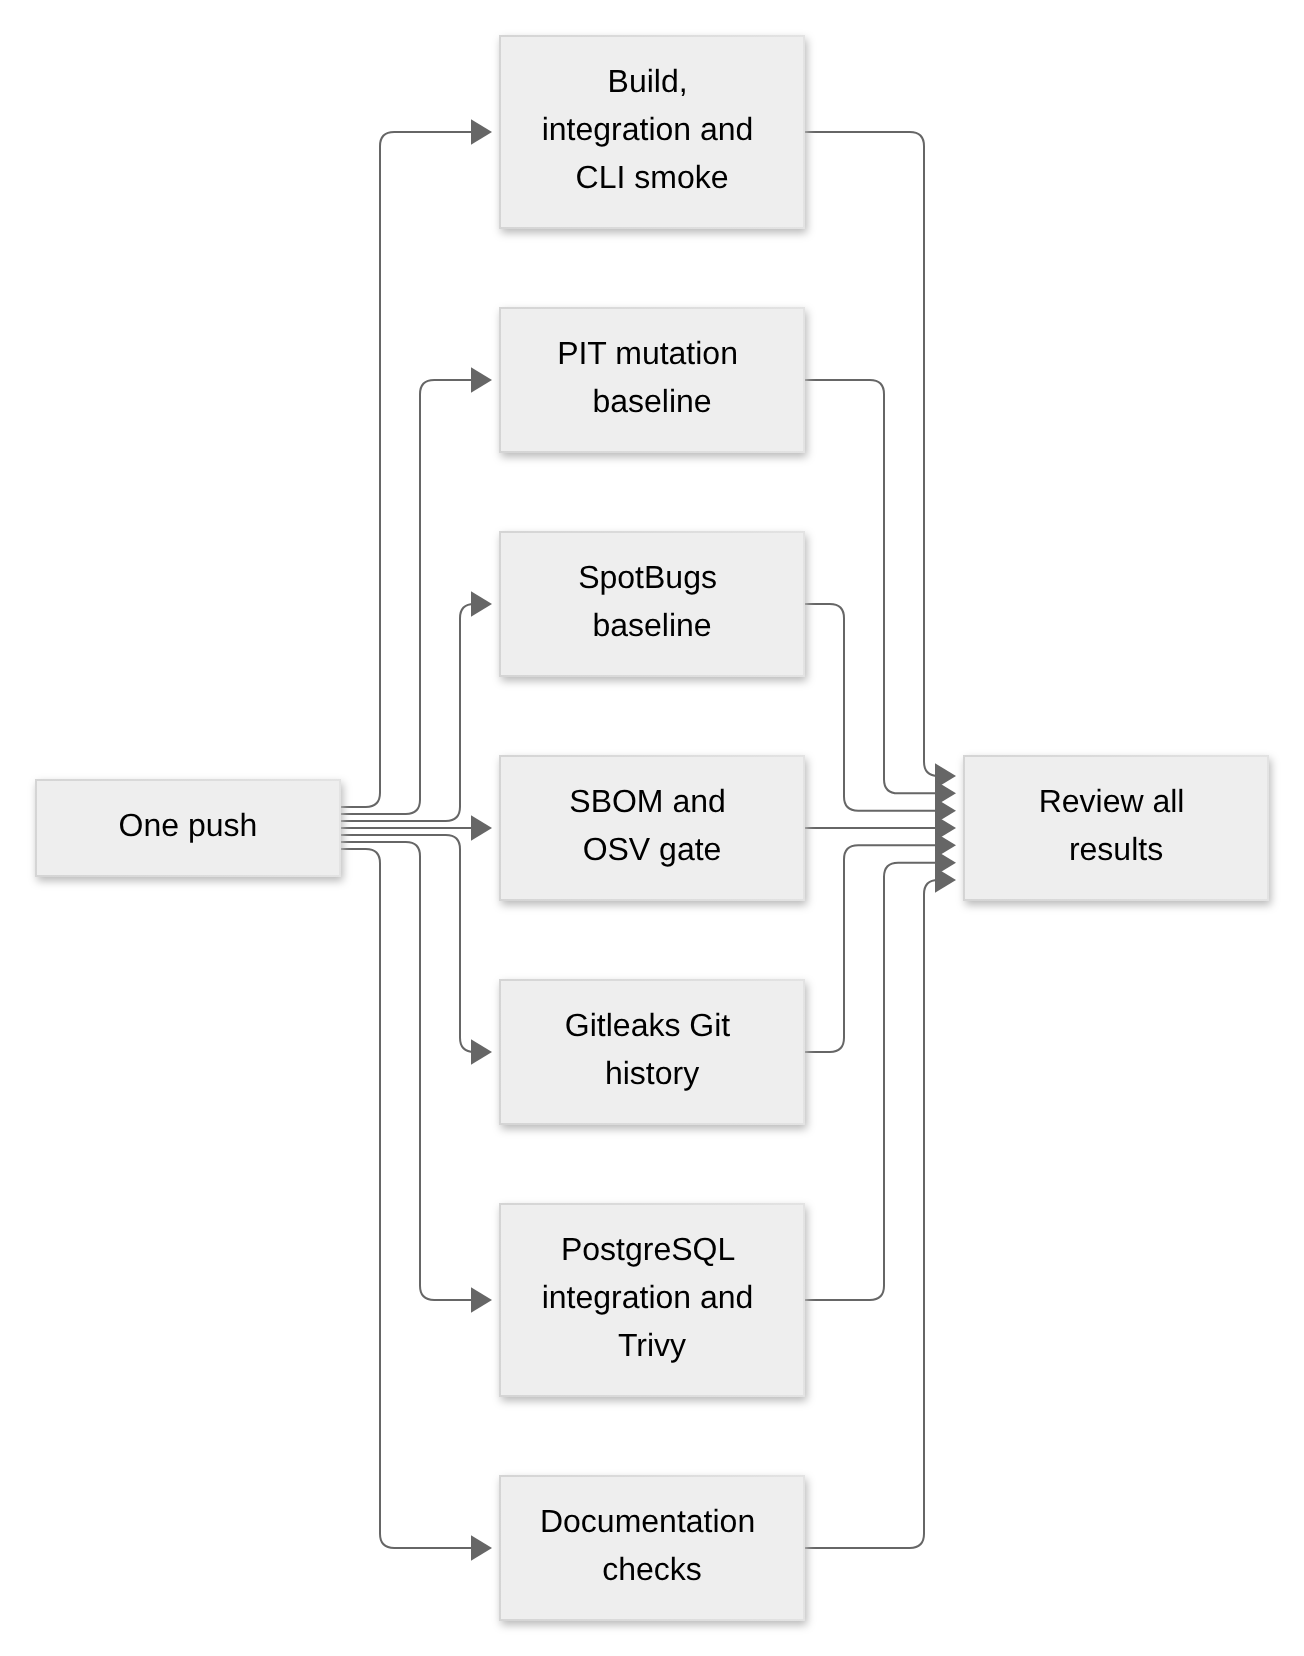 Build,
integration and
CLI smoke
PIT mutation
baseline
SpotBugs
baseline
One push
SBOM and
OSV gate
Review all
results
Gitleaks Git
history
PostgreSQL
integration and
Trivy
Documentation
checks